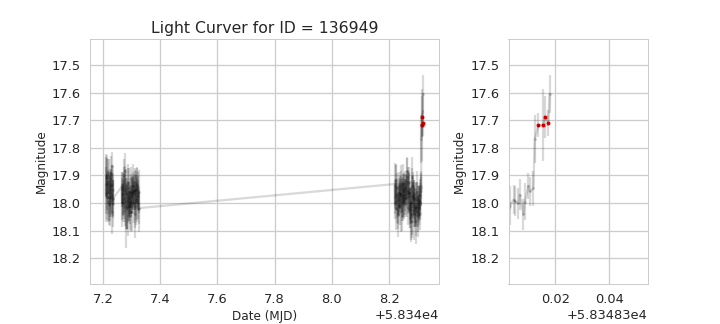 Light Curver for ID = 136949
Magnitude
17.5
17.6
17.7
17.8
17.9
18.0
18.1
18.2
7.2 7.4 7.6 7.8 8.0 8.2
Date (MJD)
+5.834e4
Magnitude
17.5
17.6
17.7
17.8
17.9
18.0
18.1
18.2
0.02 0.04
+5.83483e4